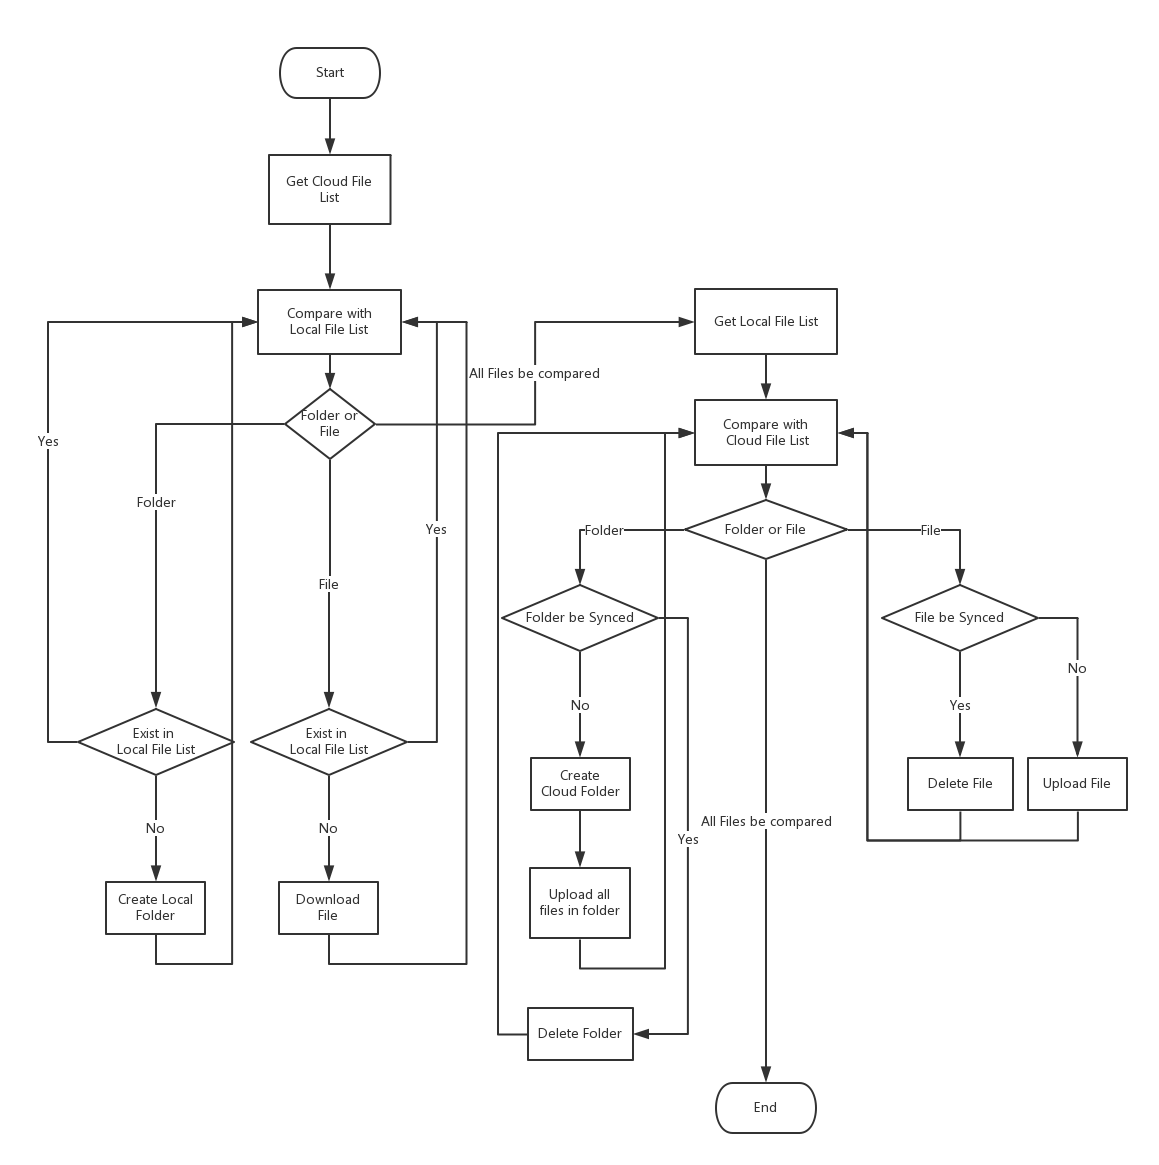 Start
Get Cloud File
List
Compare with
Local File List
Get Local File List
All Files be compared
Folder or
File
Compare with
Cloud File List
Yes
Folder
Yes
File
Folder
Folder or File
File
Folder be Synced
File be Synced
No
No
Yes
Exist in
Local File List
Exist in
Local File List
Create
Cloud Folder
Delete File
Upload File
No
No
All Files be compared
Yes
Create Local
Folder
Download
File
Upload all
files in folder
Delete Folder
End